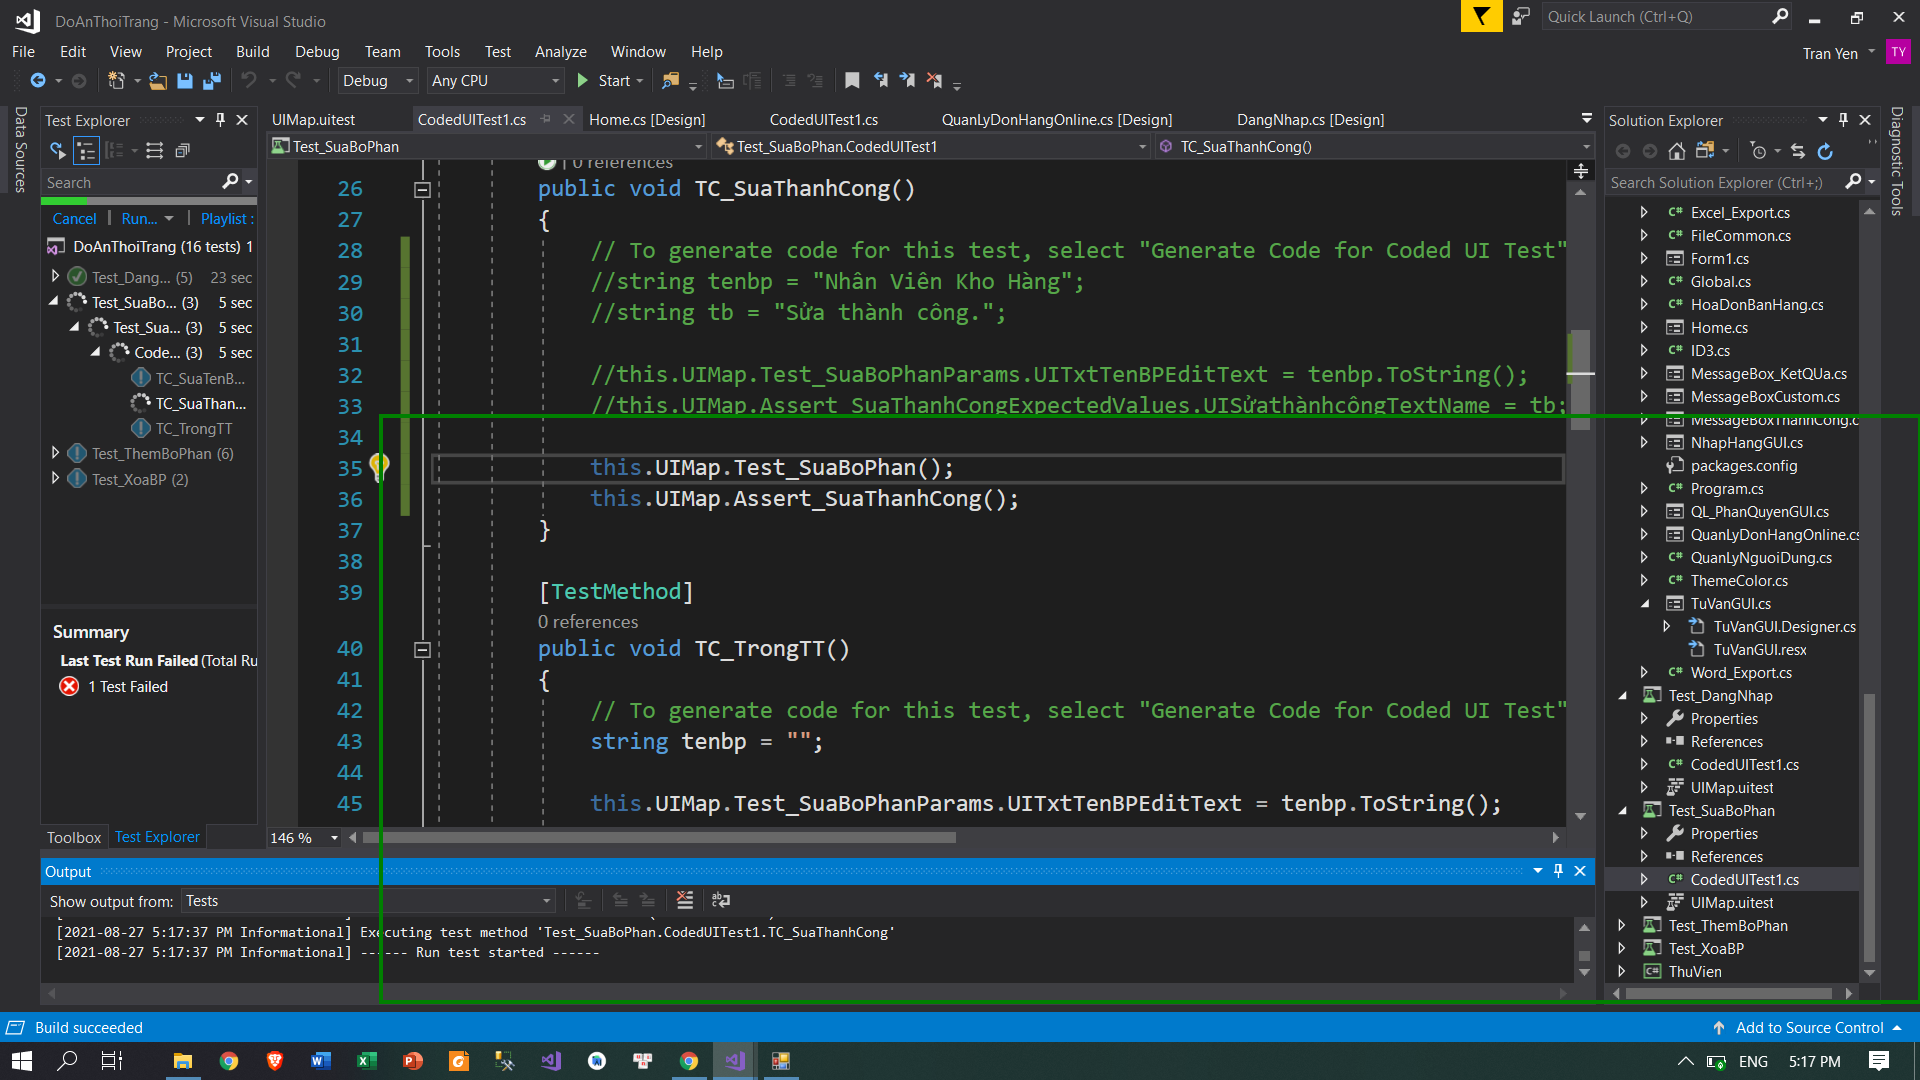 DoAnThoiTrang - Microsoft Visual Studio
Quick Launch (Ctrl+Q)
File Edit View Project Build Debug Team Tools Test Analyze Window Help
Tran Yen
TY
Debug
Any CPU
Start
Data Sources
Test Explorer
Search
Cancel
Run...
Playlist :
DoAnThoiTrang (16 tests) 1
Test_Dang... (5) 23 sec
Test_SuaBo... (3) 5 sec
Test_Sua... (3) 5 sec
Code... (3) 5 sec
TC_SuaTenB...
TC_SuaThan...
TC_TrongTT
Test_ThemBoPhan (6)
Test_XoaBP (2)
Summary
Last Test Run Failed (Total Ru
1 Test Failed
Toolbox
Test Explorer
UIMap.uitest
CodedUITest1.cs
Home.cs [Design]
CodedUITest1.cs
QuanLyDonHangOnline.cs [Design]
DangNhap.cs [Design]
Test_SuaBoPhan
Test_SuaBoPhan.CodedUITest1
TC_SuaThanhCong()
| 0 references
26 public void TC_SuaThanhCong()
27 {
28 // To generate code for this test, select "Generate Code for Coded UI Test"
29 //string tenbp = "Nhân Viên Kho Hàng";
30 //string tb = "Sửa thành công.";
31
32 //this.UIMap.Test_SuaBoPhanParams.UITxtTenBPEditText = tenbp.ToString();
33 //this.UIMap.Assert_SuaThanhCongExpectedValues.UISửathànhcôngTextName = tb;
34
35 this.UIMap.Test_SuaBoPhan();
36 this.UIMap.Assert_SuaThanhCong();
37 }
38
39 [TestMethod]
0 references
40 public void TC_TrongTT()
41 {
42 // To generate code for this test, select "Generate Code for Coded UI Test"
43 string tenbp = "";
44
45 this.UIMap.Test_SuaBoPhanParams.UITxtTenBPEditText = tenbp.ToString();
146 %
Output
Show output from: Tests
[2021-08-27 5:17:37 PM Informational] Executing test method 'Test_SuaBoPhan.CodedUITest1.TC_SuaThanhCong'
[2021-08-27 5:17:37 PM Informational] ------ Run test started ------
Solution Explorer
Search Solution Explorer (Ctrl+;)
Excel_Export.cs
FileCommon.cs
Form1.cs
Global.cs
HoaDonBanHang.cs
Home.cs
ID3.cs
MessageBox_KetQUa.cs
MessageBoxCustom.cs
MessageBoxThanhCong.c
NhapHangGUI.cs
packages.config
Program.cs
QL_PhanQuyenGUI.cs
QuanLyDonHangOnline.cs
QuanLyNguoiDung.cs
ThemeColor.cs
TuVanGUI.cs
TuVanGUI.Designer.cs
TuVanGUI.resx
Word_Export.cs
Test_DangNhap
Properties
References
CodedUITest1.cs
UIMap.uitest
Test_SuaBoPhan
Properties
References
CodedUITest1.cs
UIMap.uitest
Test_ThemBoPhan
Test_XoaBP
ThuVien
Diagnostic Tools
Build succeeded
Add to Source Control
ENG
5:17 PM